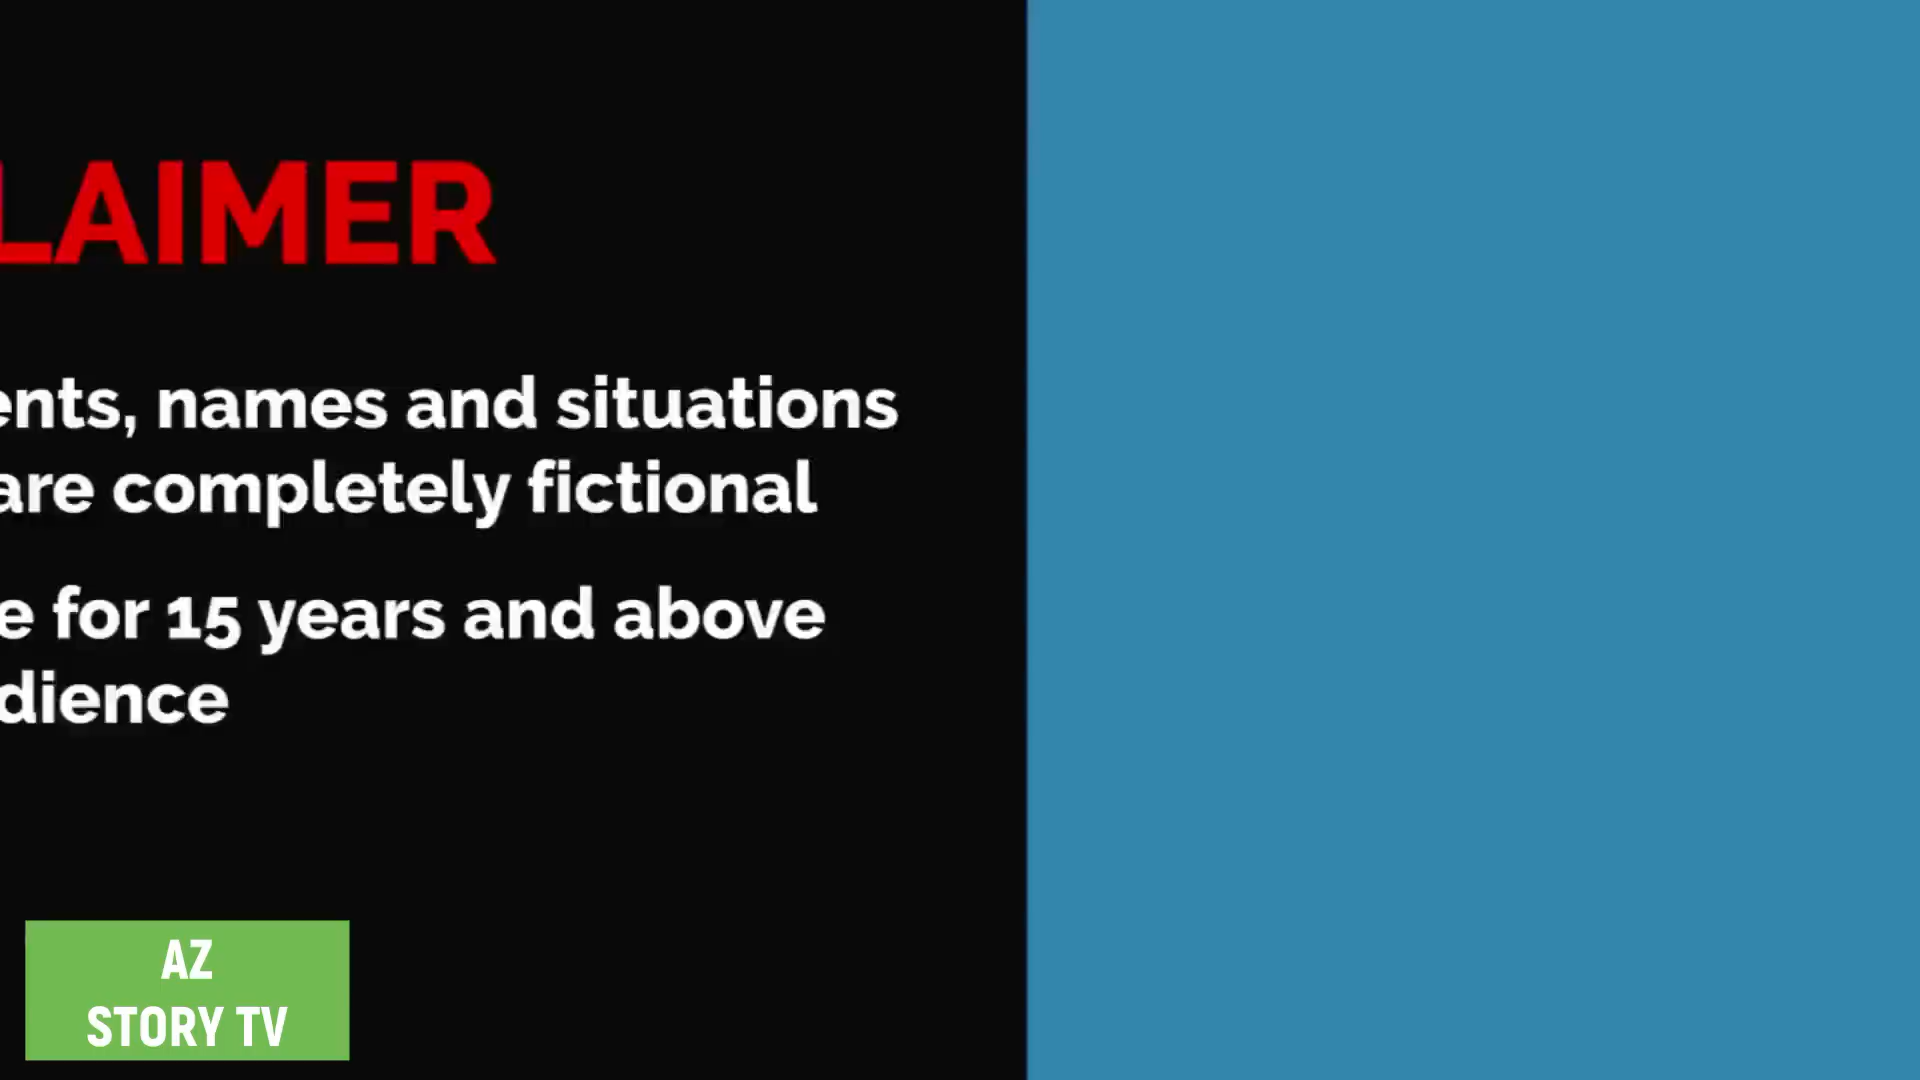 LAIMER
ents, names and situations
are completely fictional
e for 15 years and above
dience
AZ
STORY TV